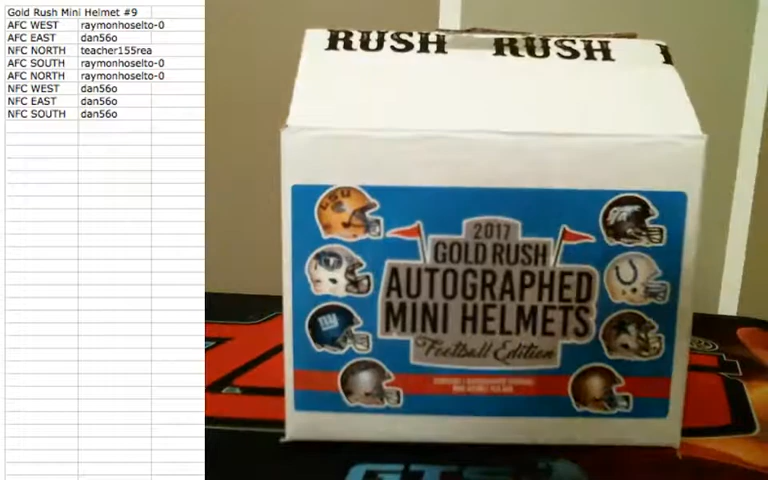 Gold Rush Mini Helmet #9
AFC WEST raymonhoselto-0
AFC EAST dan56o
NFC NORTH teacher155rea
AFC SOUTH raymonhoselto-0
AFC NORTH raymonhoselto-0
NFC WEST dan56o
NFC EAST dan56o
NFC SOUTH dan56o
RUSH RUSH
LSU
2017
GOLD RUSH
AUTOGRAPHED
MINI HELMETS
Football Edition